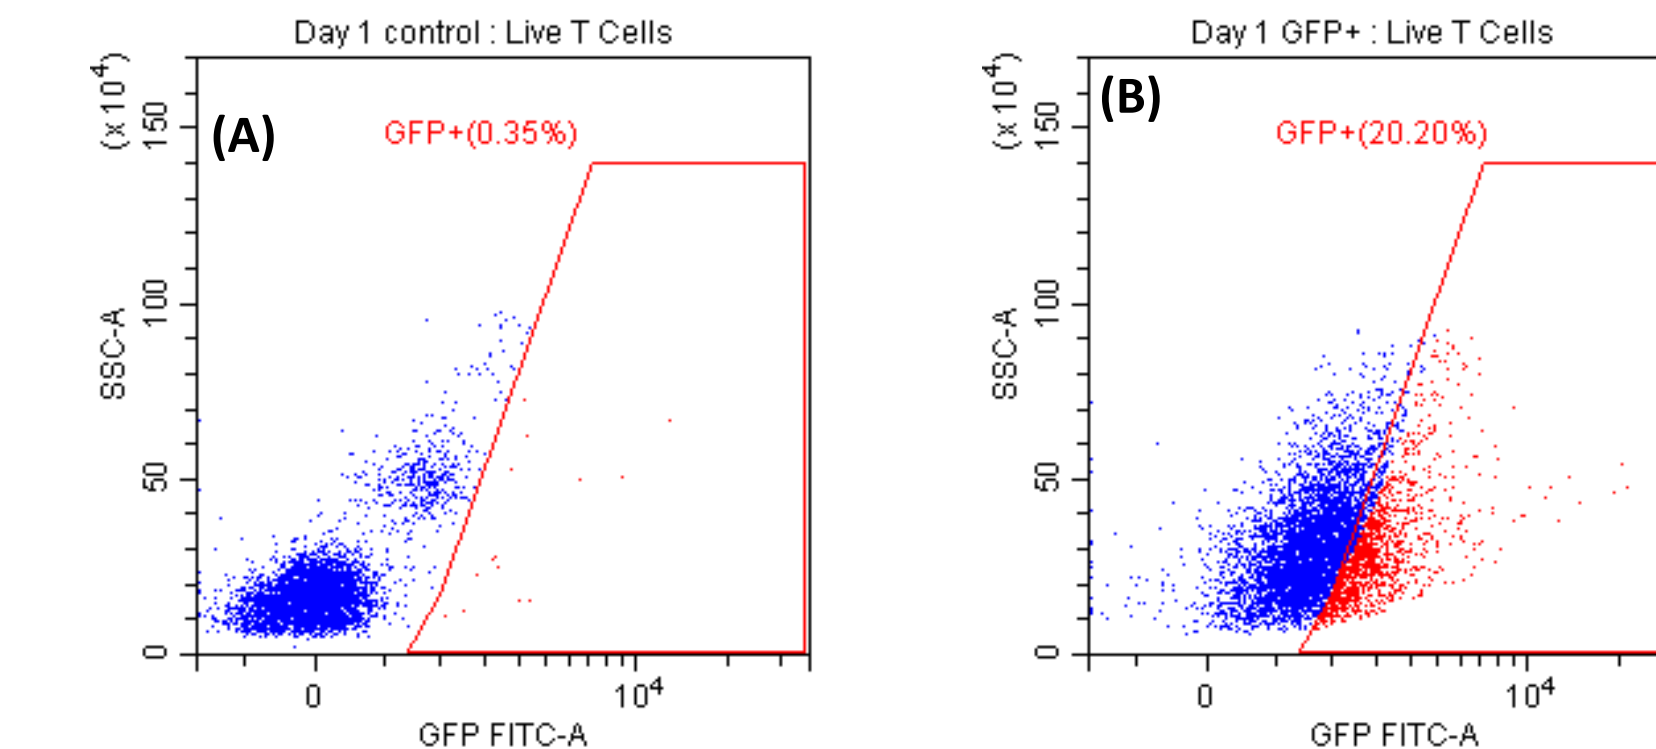 Day 1 control : Live T Cells
(A)
GFP+(0.35%)
(x 10⁴)
150
100
50
0
SSC-A
0
10⁴
GFP FITC-A
Day 1 GFP+ : Live T Cells
(B)
GFP+(20.20%)
(x 10⁴)
150
100
50
0
SSC-A
0
10⁴
GFP FITC-A